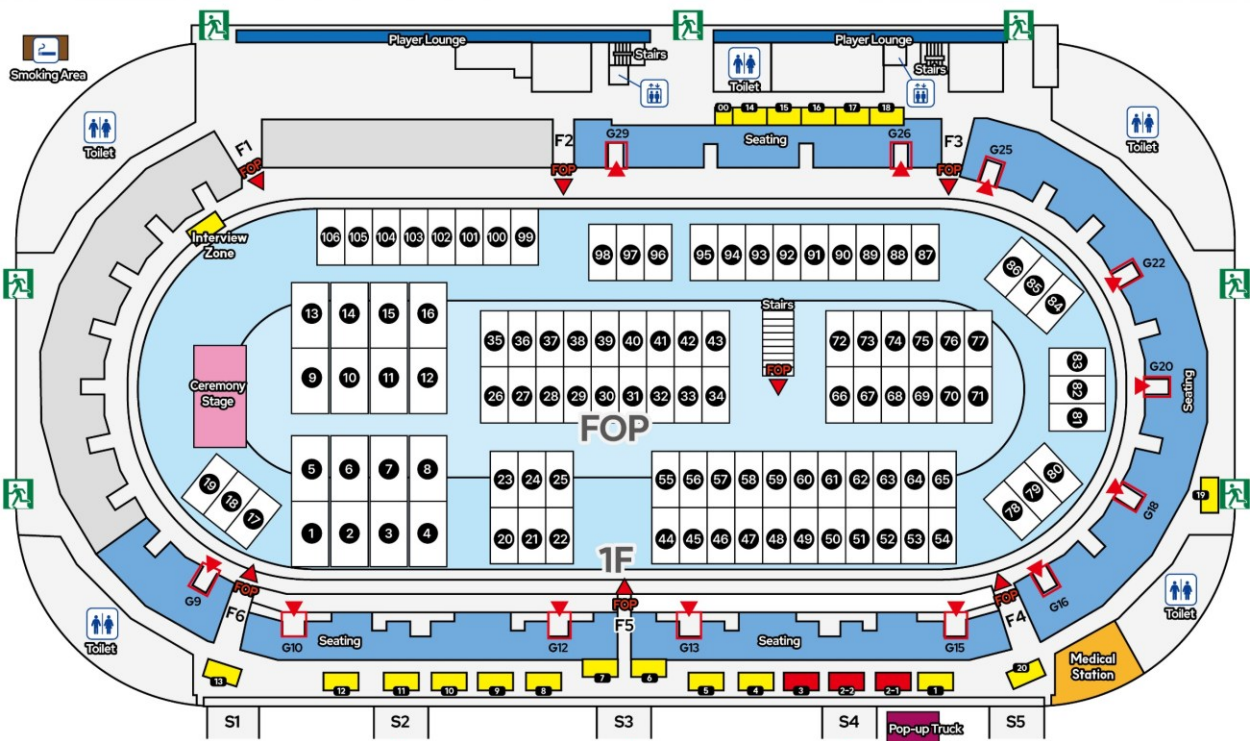 Player Lounge
Player Lounge
Stairs
Stairs
Smoking Area
Toilet
Toilet
Toilet
00 14 15 16 17 18
F1
F2
G29
Seating
G26
F3
G25
FOP
FOP
FOP
Interview
Zone
106 105 104 103 102 101 100 99
98 97 96
95 94 93 92 91 90 89 88 87
86 85 84
G22
13 14 15 16
Stairs
35 36 37 38 39 40 41 42 43
72 73 74 75 76 77
9 10 11 12
FOP
83
82
81
G20
Seating
Ceremony
Stage
26 27 28 29 30 31 32 33 34
66 67 68 69 70 71
FOP
5 6 7 8
23 24 25
55 56 57 58 59 60 61 62 63 64 65
19 18 17
78 79 80
G18
19
1 2 3 4
20 21 22
44 45 46 47 48 49 50 51 52 53 54
1F
G9
FOP
F6
FOP
F5
FOP
F4
G16
Toilet
Toilet
G10
Seating
G12
G13
Seating
G15
Medical
Station
13
12
11
10
9
8
7
6
5
4
3
2-2
2-1
1
20
S1
S2
S3
S4
S5
Pop-up Truck